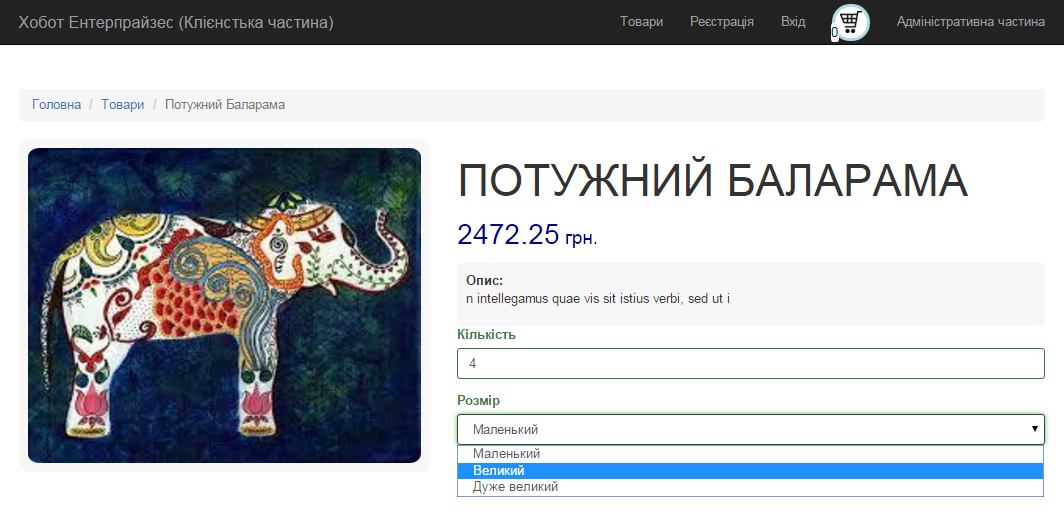 Хобот Ентерпрайзес (Клієнстька частина)
Товари Реєстрація Вхід 0 Адміністративна частина
Головна / Товари / Потужний Баларама
ПОТУЖНИЙ БАЛАРАМА
2472.25 грн.
Опис:
n intellegamus quae vis sit istius verbi, sed ut i
Кількість
4
Розмір
Маленький
Маленький
Великий
Дуже великий